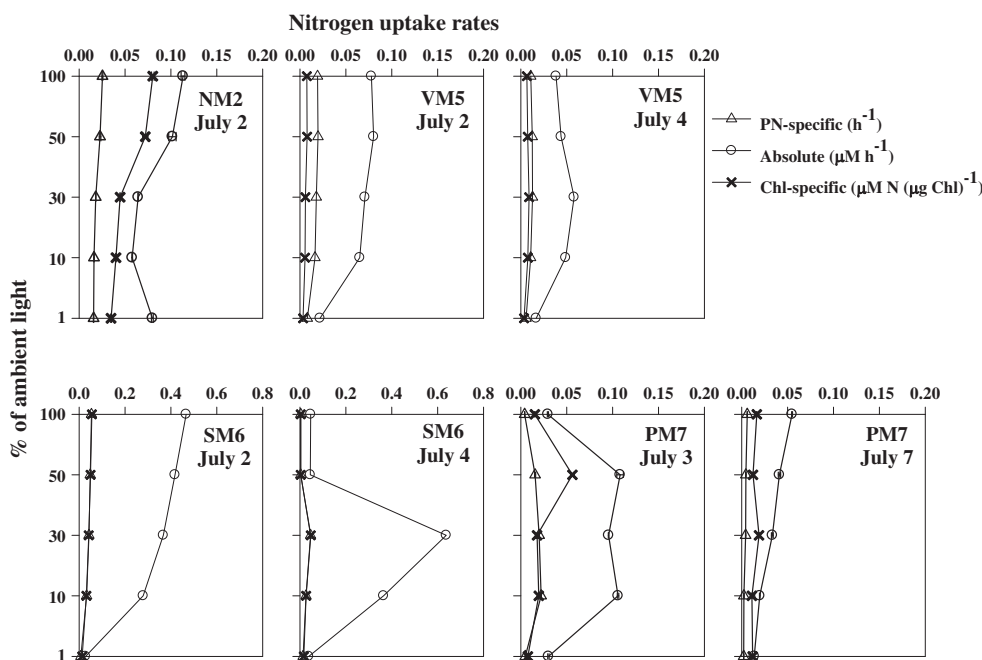 Nitrogen uptake rates
0.00 0.05 0.10 0.15 0.20
0.00 0.05 0.10 0.15 0.20
0.00 0.05 0.10 0.15 0.20
100
50
30
10
1
NM2
July 2
VM5
July 2
VM5
July 4
PN-specific (h⁻¹)
Absolute (μM h⁻¹)
Chl-specific (μM N (μg Chl)⁻¹
% of ambient light
0.0 0.2 0.4 0.6 0.8
0.0 0.2 0.4 0.6 0.8
0.00 0.05 0.10 0.15 0.20
0.00 0.05 0.10 0.15 0.20
100
50
30
10
1
SM6
July 2
SM6
July 4
PM7
July 3
PM7
July 7